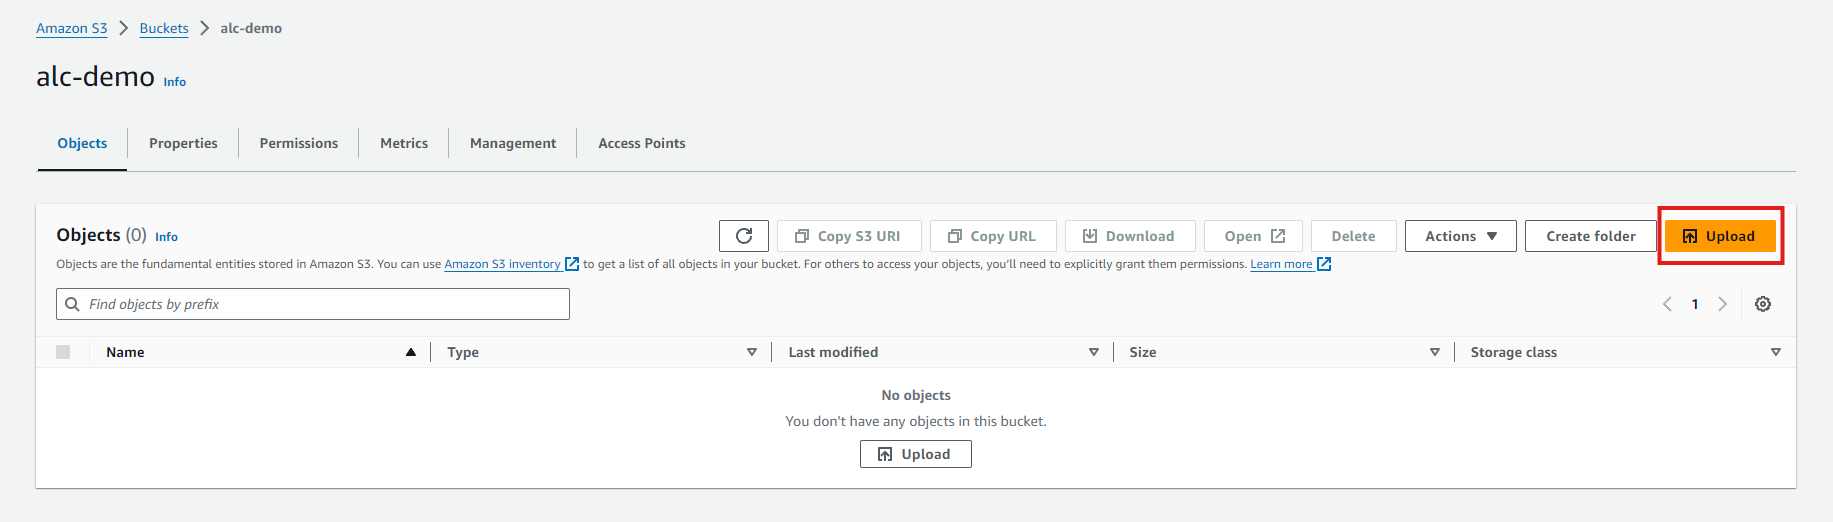 Amazon S3 > Buckets > alc-demo
alc-demo Info
Objects Properties Permissions Metrics Management Access Points
Objects (0) Info Copy S3 URI Copy URL Download Open Delete Actions Create folder Upload
Objects are the fundamental entities stored in Amazon S3. You can use Amazon S3 inventory to get a list of all objects in your bucket. For others to access your objects, you'll need to explicitly grant them permissions. Learn more
Find objects by prefix 1
Name Type Last modified Size Storage class
No objects
You don't have any objects in this bucket.
Upload